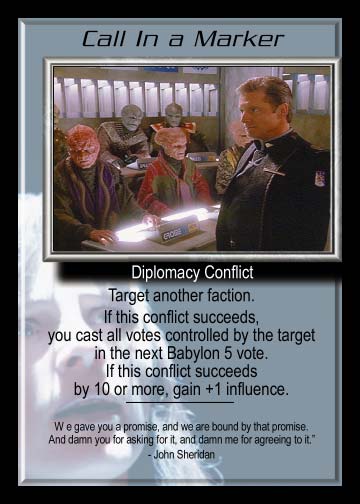 Call In a Marker
EROSIE
Diplomacy Conflict
Target another faction.
If this conflict succeeds,
you cast all votes controlled by the target
in the next Babylon 5 vote.
If this conflict succeeds
by 10 or more, gain +1 influence.
W e gave you a promise, and we are bound by that promise.
And damn you for asking for it, and damn me for agreeing to it.”
- John Sheridan